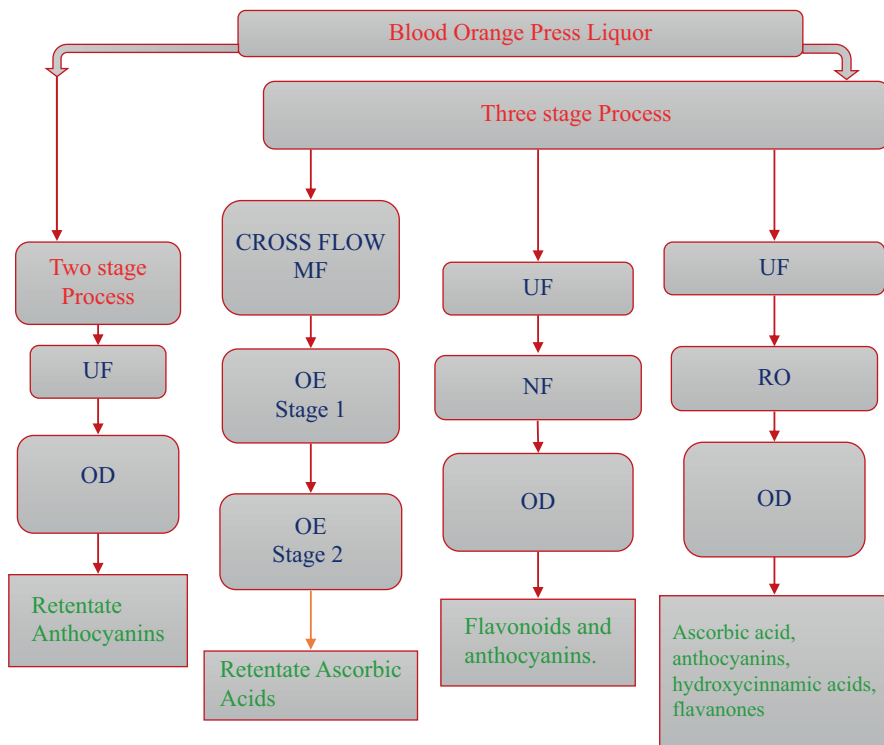 Blood Orange Press Liquor
Three stage Process
Two stage
Process
UF
OD
Retentate
Anthocyanins
CROSS FLOW
MF
OE
Stage 1
OE
Stage 2
Retentate Ascorbic
Acids
UF
NF
OD
Flavonoids and
anthocyanins.
UF
RO
OD
Ascorbic acid,
anthocyanins,
hydroxycinnamic acids,
flavanones